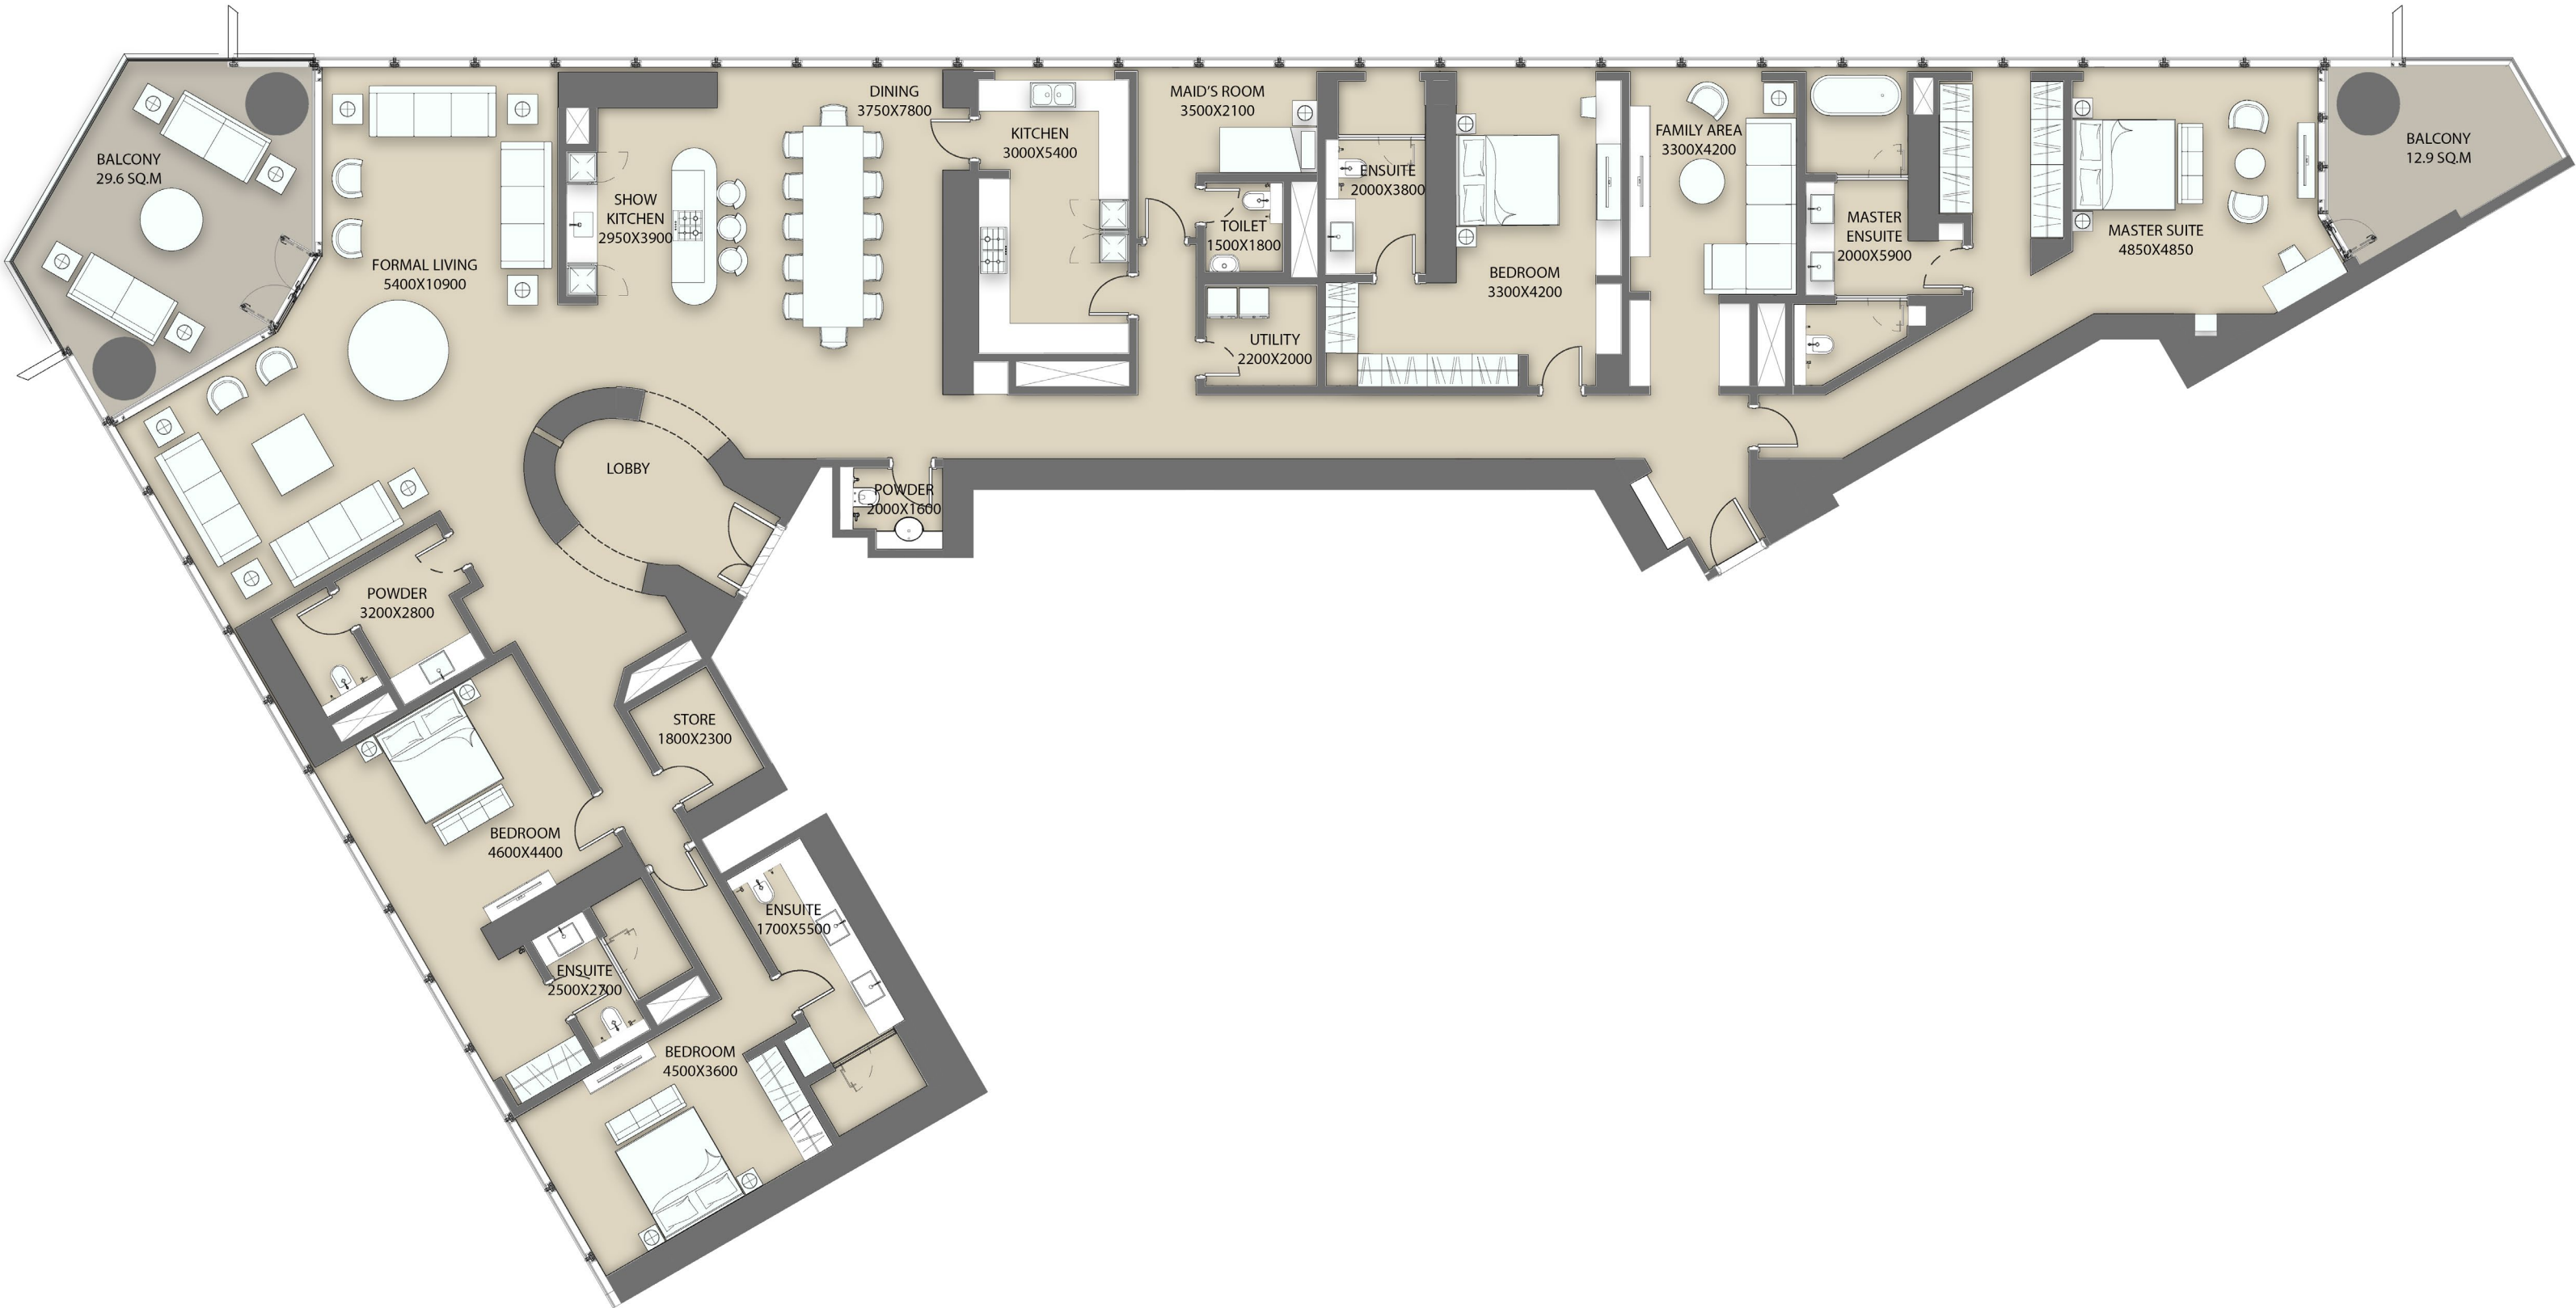 BALCONY
29.6 SQ.M
FORMAL LIVING
5400X10900
SHOW
KITCHEN
2950X3900
DINING
3750X7800
KITCHEN
3000X5400
MAID'S ROOM
3500X2100
TOILET
1500X1800
UTILITY
2200X2000
ENSUITE
2000X3800
BEDROOM
3300X4200
FAMILY AREA
3300X4200
MASTER
ENSUITE
2000X5900
MASTER SUITE
4850X4850
BALCONY
12.9 SQ.M
LOBBY
POWDER
2000X1600
POWDER
3200X2800
STORE
1800X2300
BEDROOM
4600X4400
ENSUITE
1700X5500
ENSUITE
2500X2700
BEDROOM
4500X3600